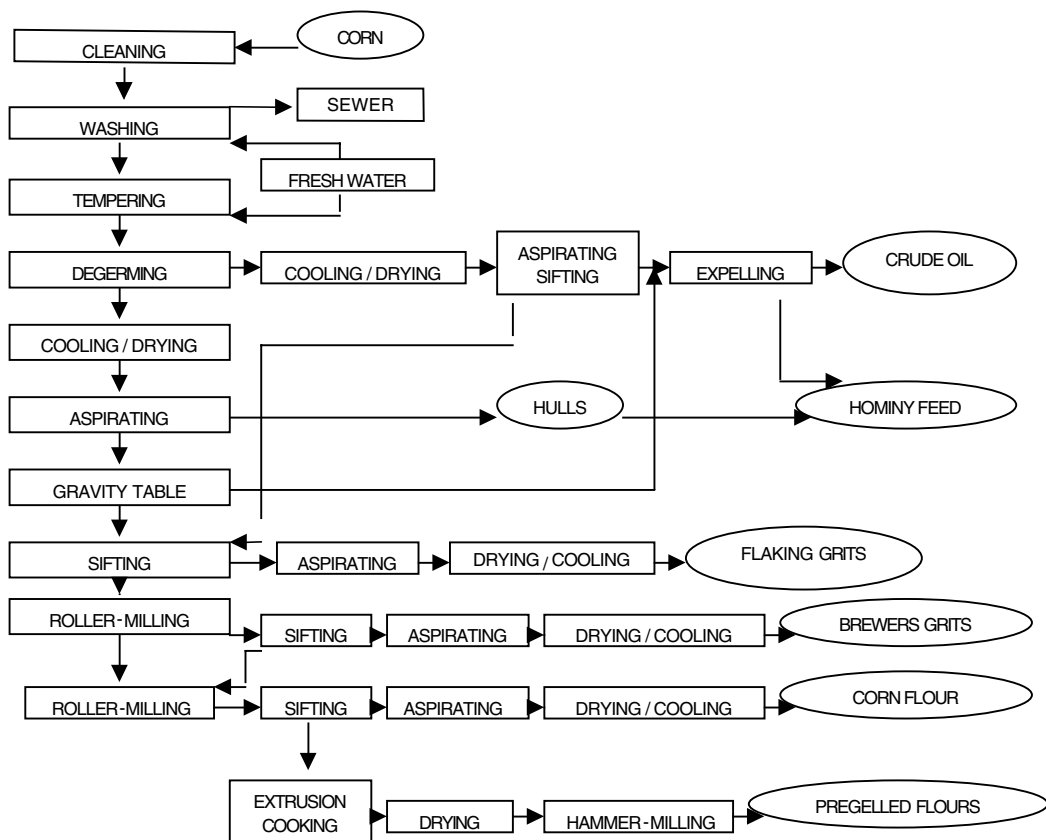 CORN
CLEANING
SEWER
WASHING
FRESH WATER
TEMPERING
DEGERMING
COOLING / DRYING
ASPIRATING
SIFTING
EXPELLING
CRUDE OIL
COOLING / DRYING
ASPIRATING
HULLS
HOMINY FEED
GRAVITY TABLE
SIFTING
ASPIRATING
DRYING / COOLING
FLAKING GRITS
ROLLER-MILLING
SIFTING
ASPIRATING
DRYING / COOLING
BREWERS GRITS
ROLLER-MILLING
SIFTING
ASPIRATING
DRYING / COOLING
CORN FLOUR
EXTRUSION
COOKING
DRYING
HAMMER-MILLING
PREGELLED FLOURS